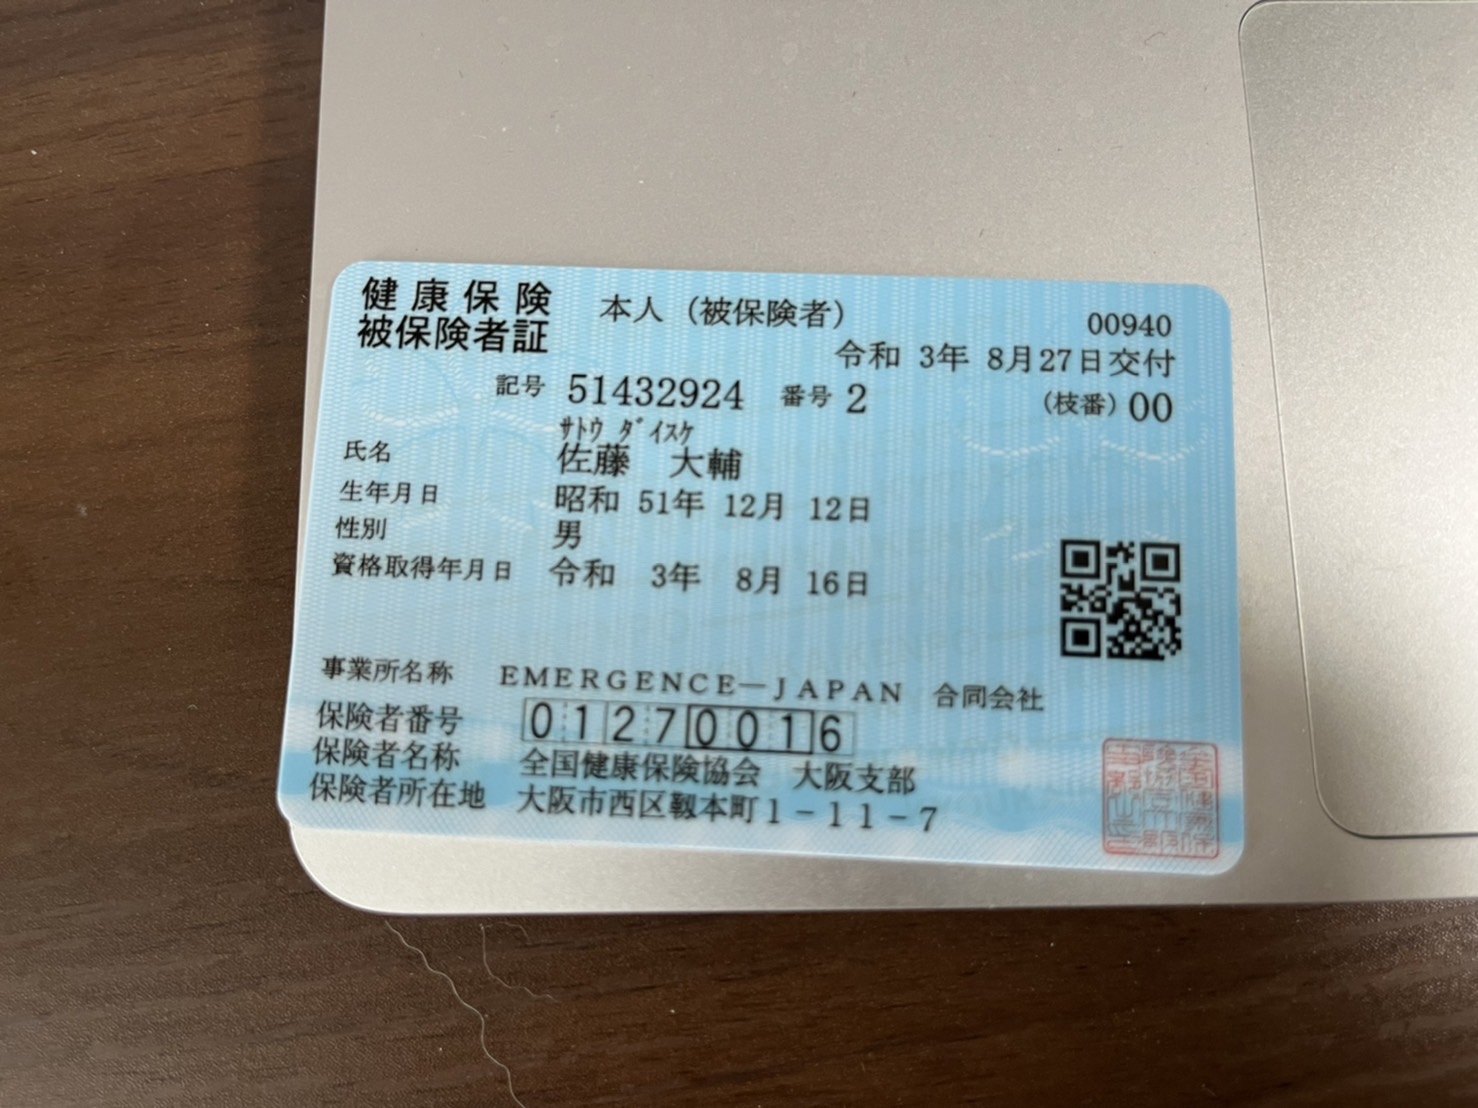 健康保険
被保険者証
本人（被保険者）
00940
令和 3年 8月27日交付
記号 51432924 番号 2 （枝番）00
ｻﾄｳ ﾀﾞｲｽｹ
氏名 佐藤 大輔
生年月日 昭和 51年 12月 12日
性別 男
資格取得年月日 令和 3年 8月 16日
事業所名称 EMERGENCE－JAPAN 合同会社
保険者番号 01270016
保険者名称 全国健康保険協会 大阪支部
保険者所在地 大阪市西区靱本町1－11－7